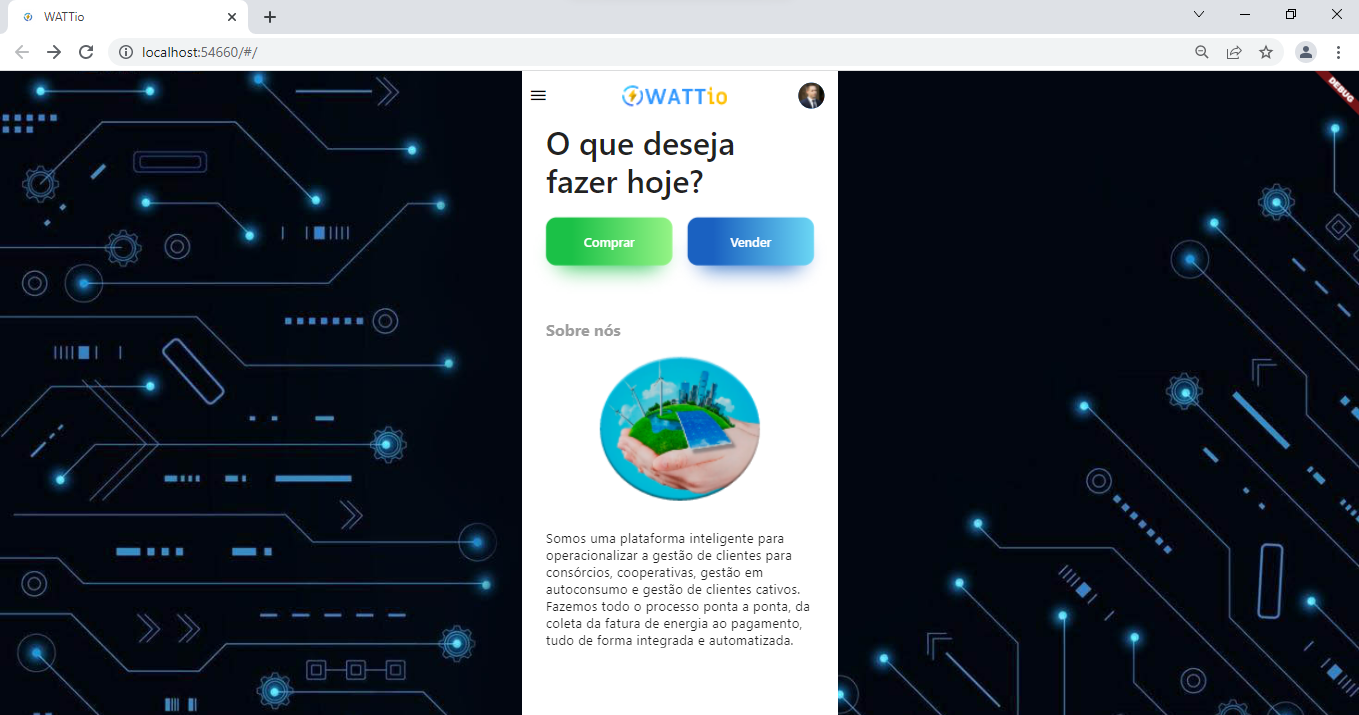 WATTio
localhost:54660/#/
DEBUG
WATTio
O que deseja
fazer hoje?
Comprar
Vender
Sobre nós
Somos uma plataforma inteligente para
operacionalizar a gestão de clientes para
consórcios, cooperativas, gestão em
autoconsumo e gestão de clientes cativos.
Fazemos todo o processo ponta a ponta, da
coleta da fatura de energia ao pagamento,
tudo de forma integrada e automatizada.